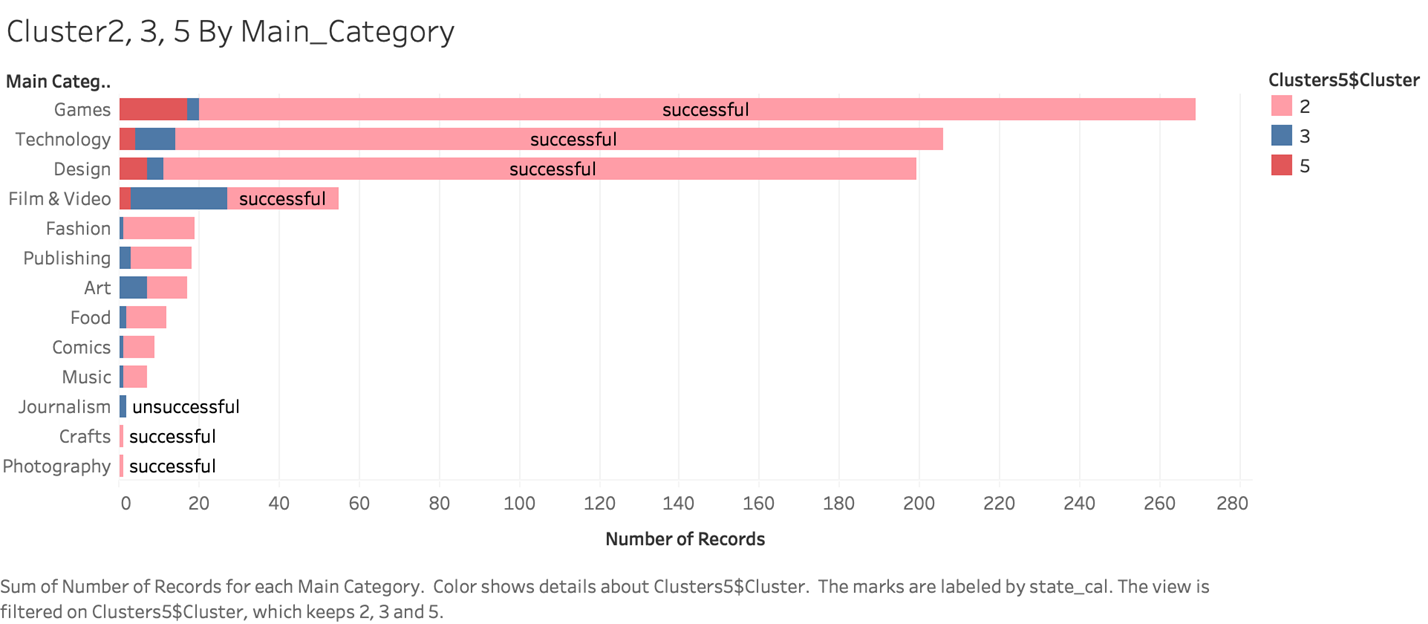 Cluster2, 3, 5 By Main_Category
Main Categ..
Clusters5$Cluster
Games
successful
2
Technology
successful
3
Design
successful
5
Film & Video
successful
Fashion
Publishing
Art
Food
Comics
Music
Journalism
unsuccessful
Crafts
successful
Photography
successful
0 20 40 60 80 100 120 140 160 180 200 220 240 260 280
Number of Records
Sum of Number of Records for each Main Category.  Color shows details about Clusters5$Cluster.  The marks are labeled by state_cal. The view is
filtered on Clusters5$Cluster, which keeps 2, 3 and 5.